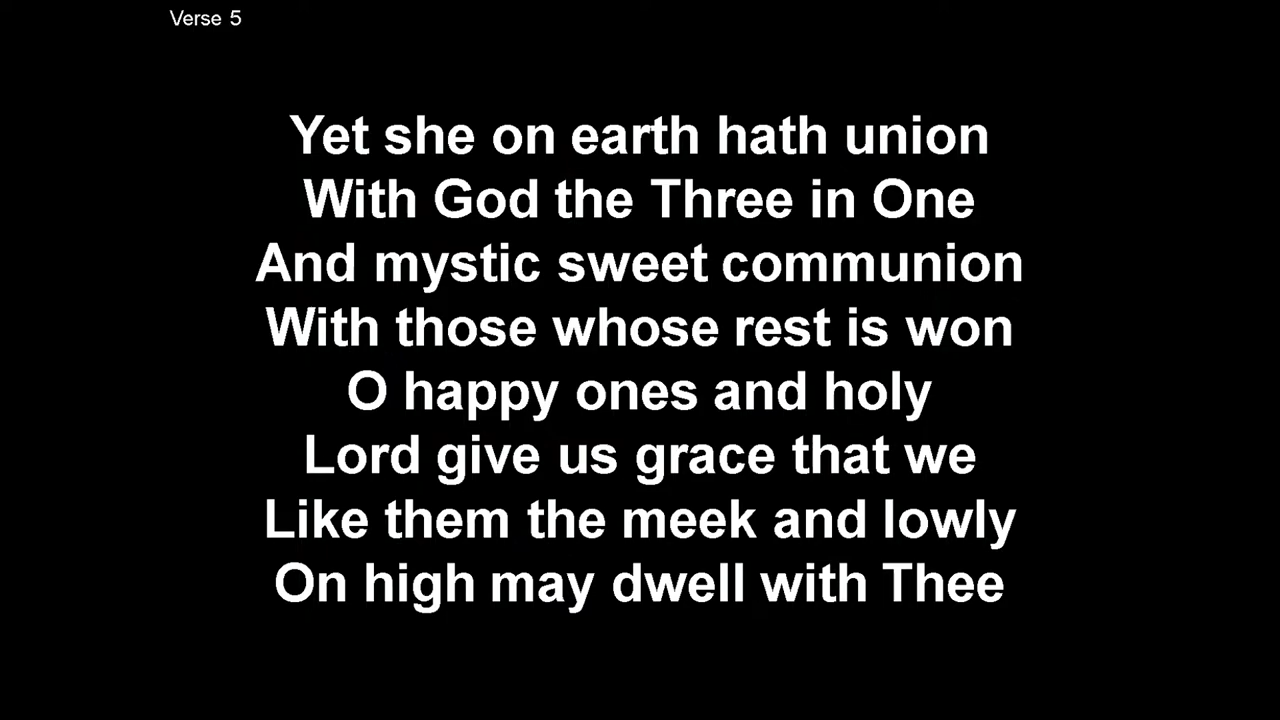 Verse 5
Yet she on earth hath union
With God the Three in One
And mystic sweet communion
With those whose rest is won
O happy ones and holy
Lord give us grace that we
Like them the meek and lowly
On high may dwell with Thee